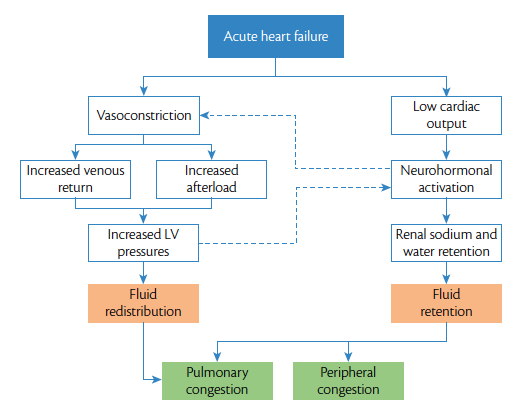 Acute heart failure
Vasoconstriction
Low cardiac
output
Increased venous
return
Increased
afterload
Neurohormonal
activation
Increased LV
pressures
Renal sodium and
water retention
Fluid
redistribution
Fluid
retention
Pulmonary
congestion
Peripheral
congestion